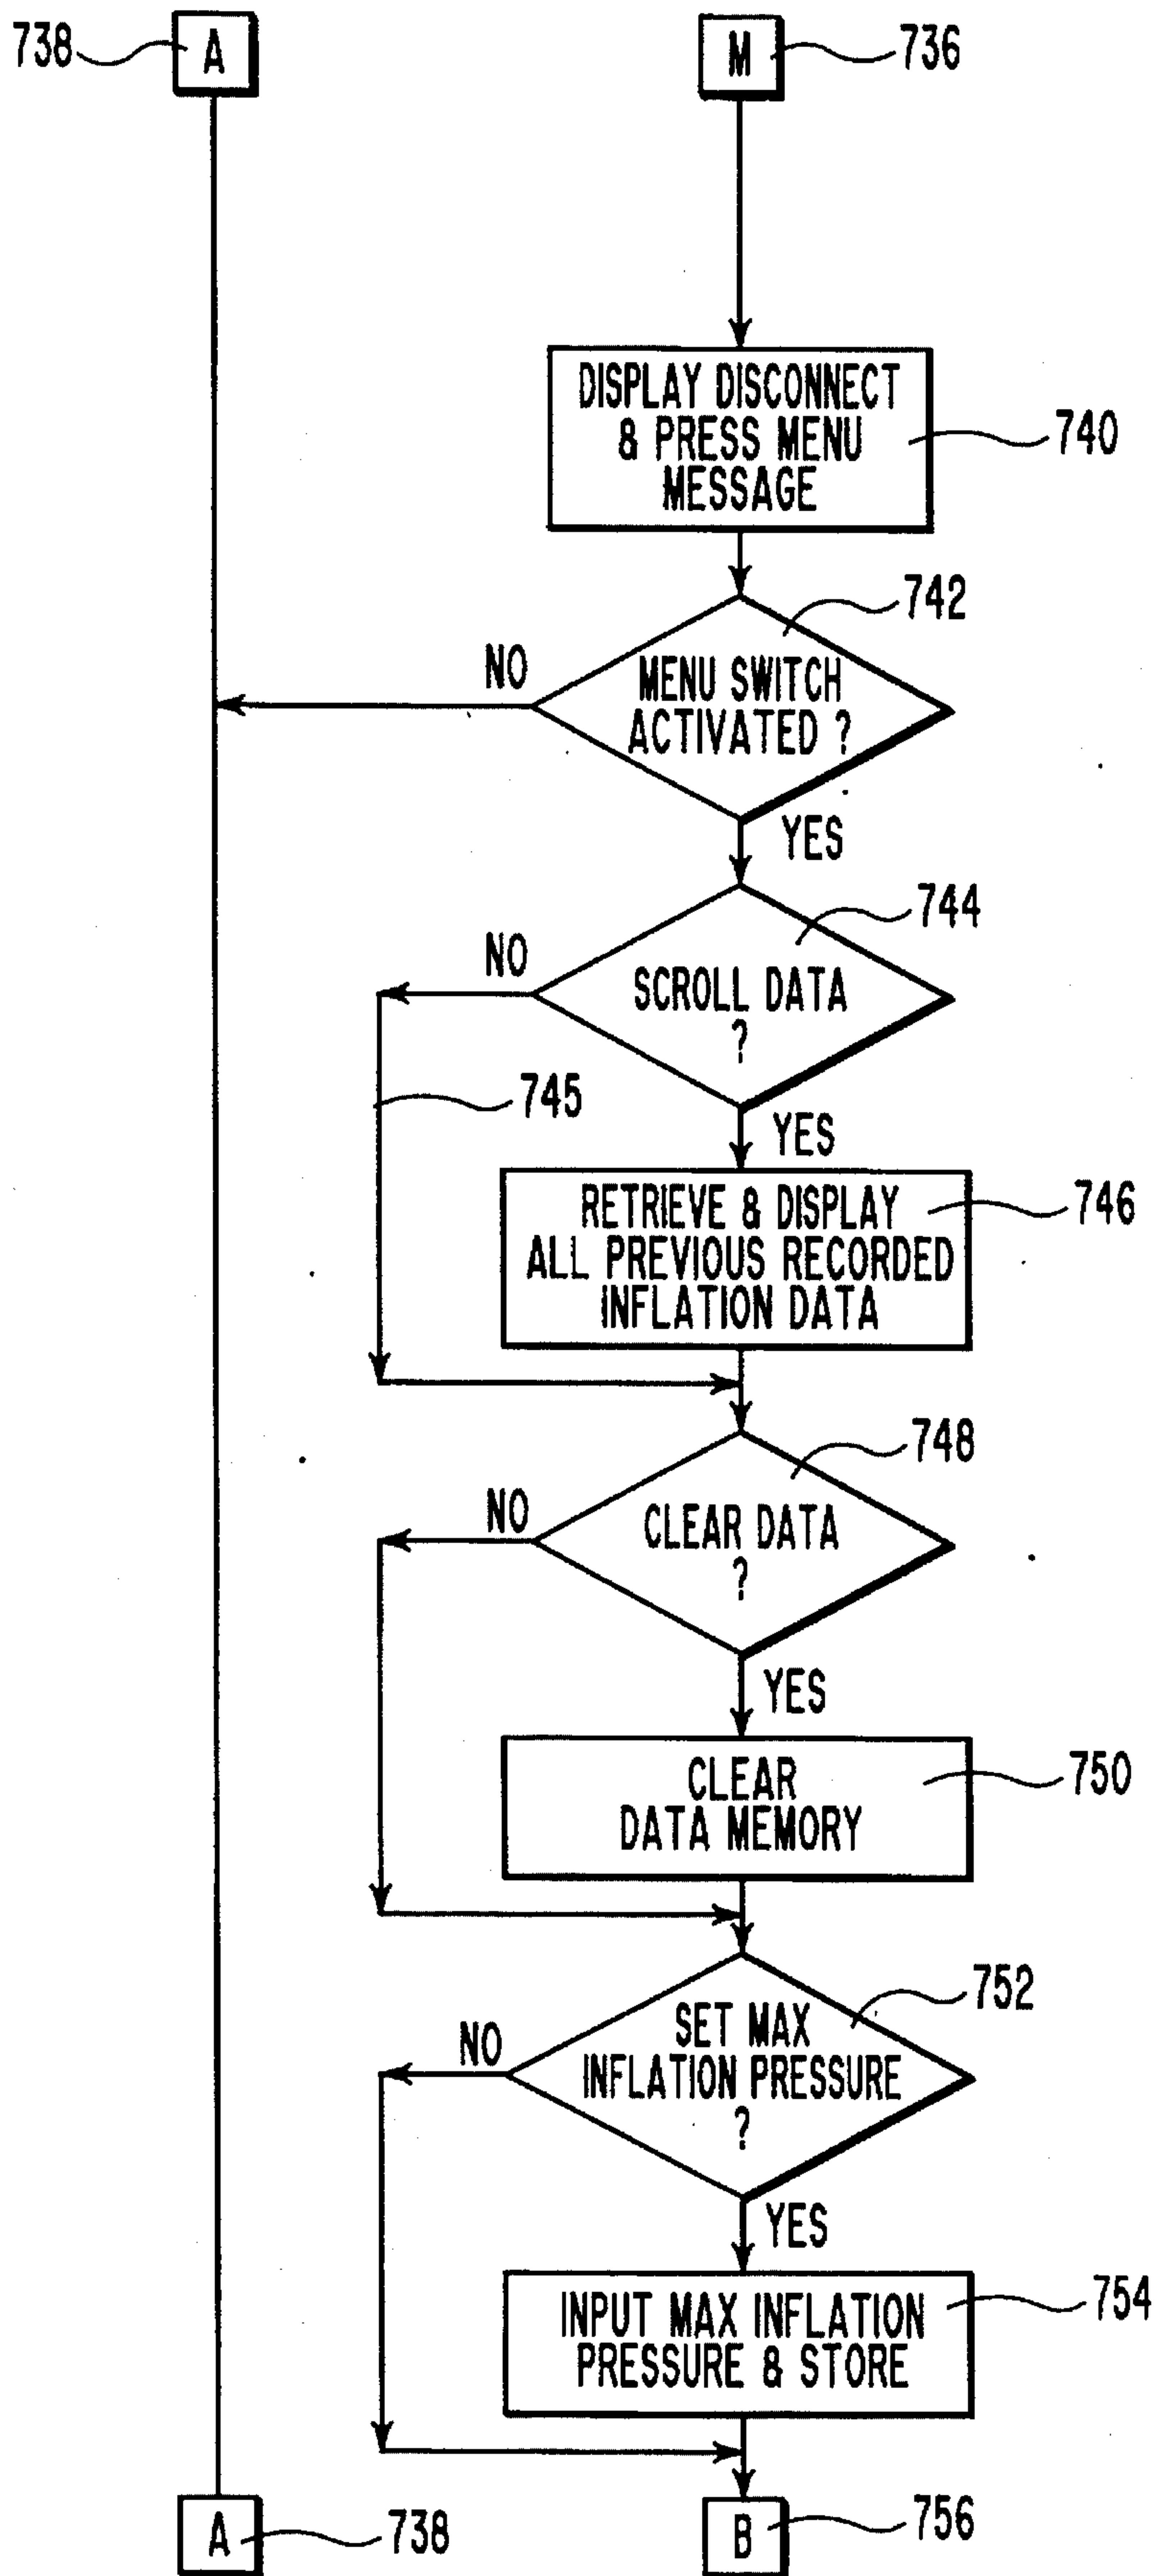 738 A M 736
DISPLAY DISCONNECT
& PRESS MENU
MESSAGE
740
742
NO
MENU SWITCH
ACTIVATED ?
YES
744
NO
SCROLL DATA
?
745
YES
746
RETRIEVE & DISPLAY
ALL PREVIOUS RECORDED
INFLATION DATA
748
NO
CLEAR DATA
?
YES
CLEAR
DATA MEMORY
750
752
NO
SET MAX
INFLATION PRESSURE
?
YES
754
INPUT MAX INFLATION
PRESSURE & STORE
A 738 B 756